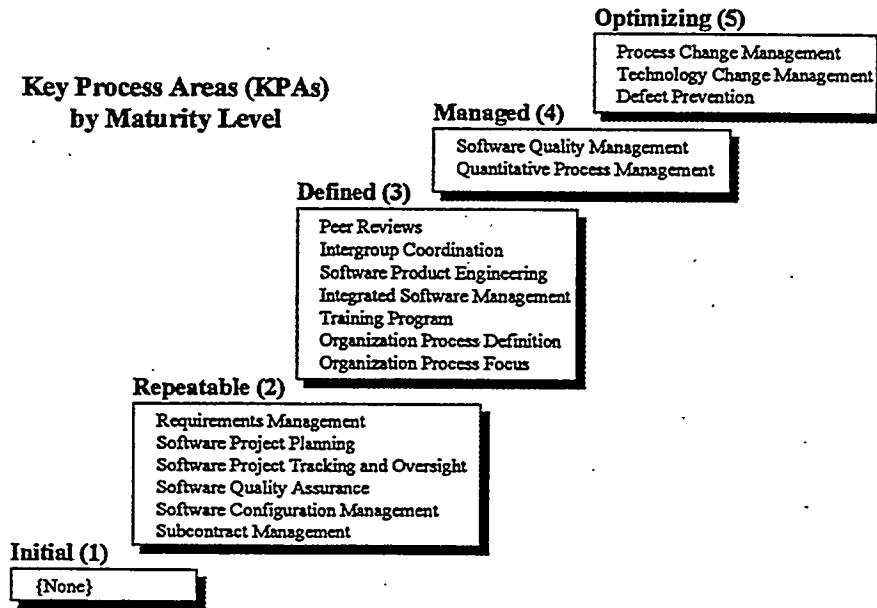 Optimizing (5)
Process Change Management
Technology Change Management
Defect Prevention
Key Process Areas (KPAs)
by Maturity Level
Managed (4)
Software Quality Management
Quantitative Process Management
Defined (3)
Peer Reviews
Intergroup Coordination
Software Product Engineering
Integrated Software Management
Training Program
Organization Process Definition
Organization Process Focus
Repeatable (2)
Requirements Management
Software Project Planning
Software Project Tracking and Oversight
Software Quality Assurance
Software Configuration Management
Subcontract Management
Initial (1)
{None}